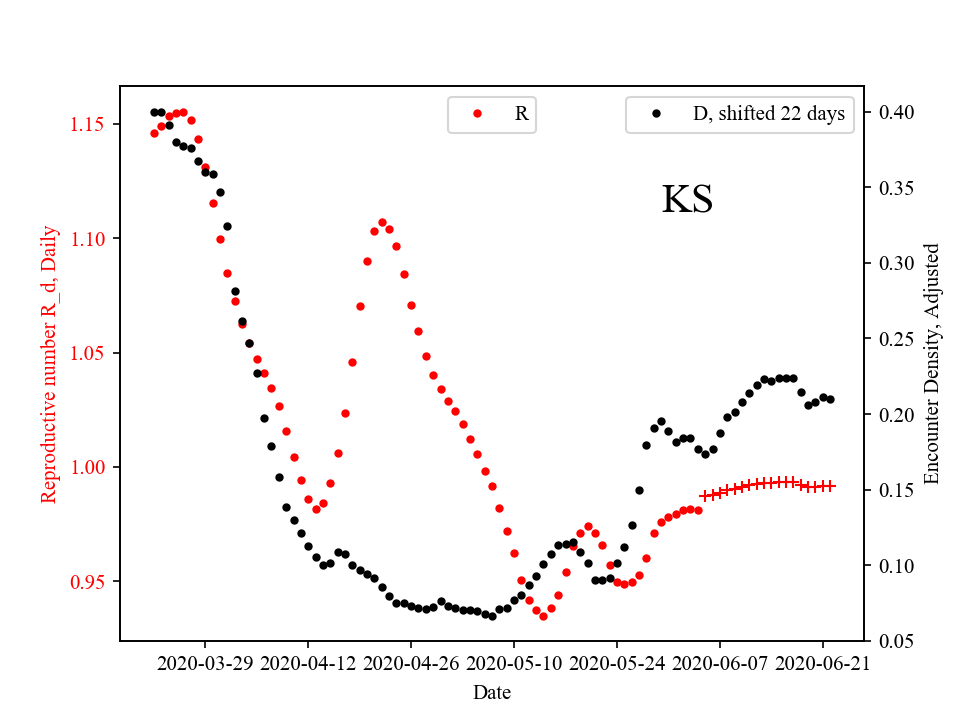 R
D, shifted 22 days
KS
Reproductive number R_d, Daily
1.15
1.10
1.05
1.00
0.95
0.40
0.35
0.30
0.25
0.20
0.15
0.10
0.05
Encounter Density, Adjusted
2020-03-29 2020-04-12 2020-04-26 2020-05-10 2020-05-24 2020-06-07 2020-06-21
Date